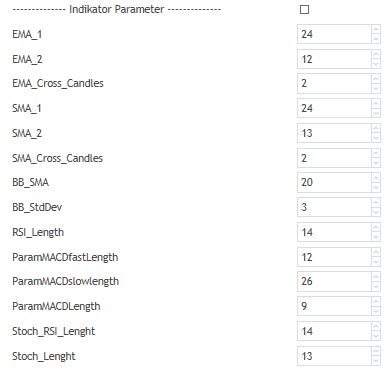 -------------- Indikator Parameter --------------
EMA_1 24
EMA_2 12
EMA_Cross_Candles 2
SMA_1 24
SMA_2 13
SMA_Cross_Candles 2
BB_SMA 20
BB_StdDev 3
RSI_Length 14
ParamMACDfastLength 12
ParamMACDslowlength 26
ParamMACDLength 9
Stoch_RSI_Lenght 14
Stoch_Lenght 13